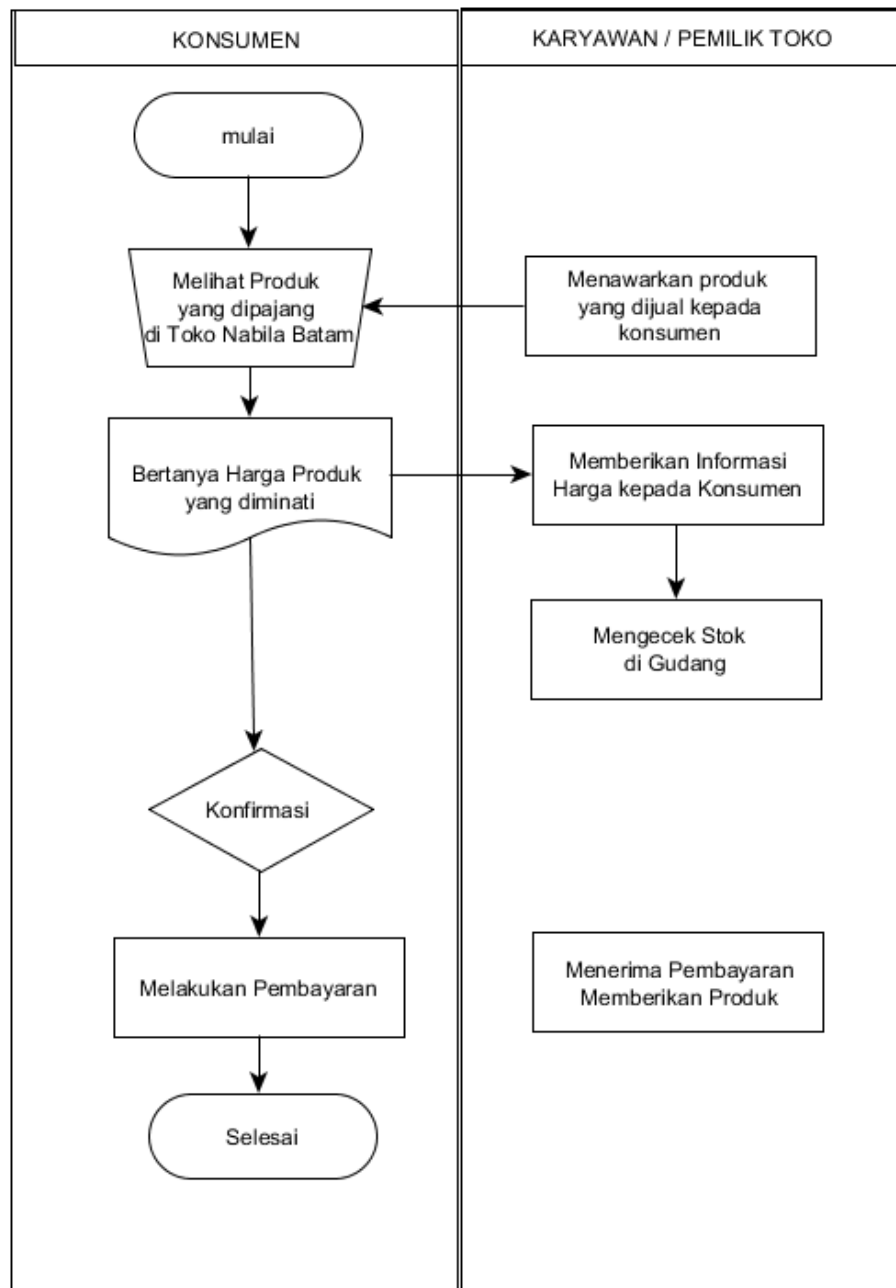 KONSUMEN
KARYAWAN / PEMILIK TOKO
mulai
Melihat Produk
yang dipajang
di Toko Nabila Batam
Menawarkan produk
yang dijual kepada
konsumen
Bertanya Harga Produk
yang diminati
Memberikan Informasi
Harga kepada Konsumen
Mengecek Stok
di Gudang
Konfirmasi
Melakukan Pembayaran
Menerima Pembayaran
Memberikan Produk
Selesai